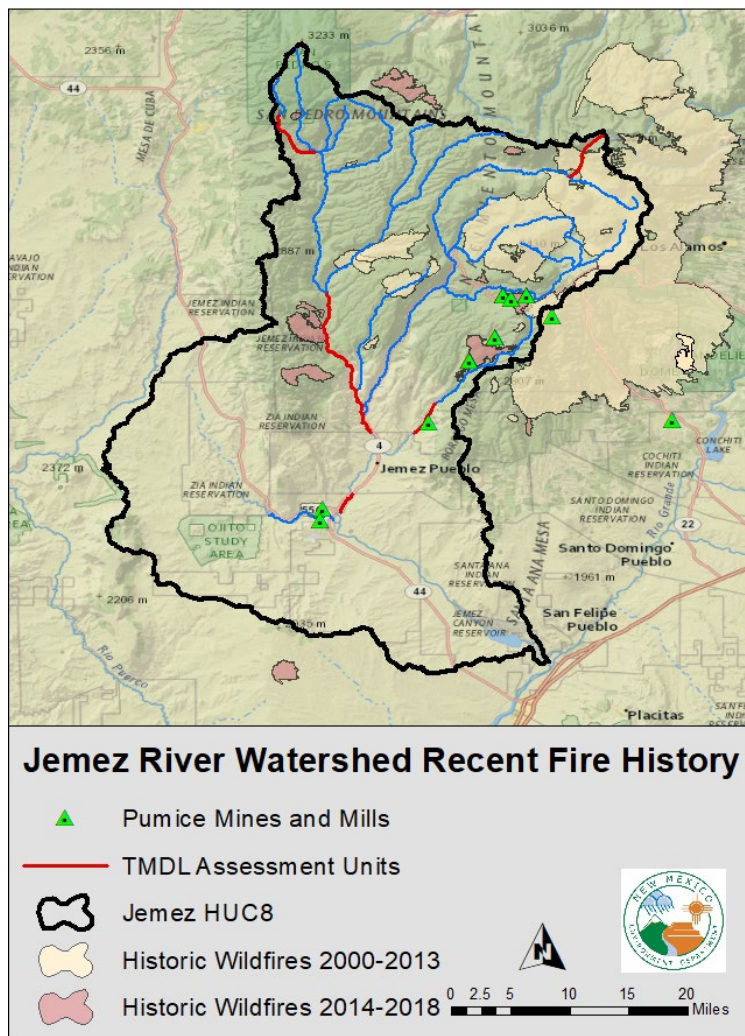 2356 m
3233 m
3036 m
44
SAN PEDRO MOUNTAINS
MESA DE CUBA
NAVAJO
INDIAN
RESERVATION
2887 m
Los Alamos
JEMEZ INDIAN
RESERVATION
ZIA INDIAN
RESERVATION
4
Jemez Pueblo
2372 m
ZIA INDIAN
RESERVATION
COCHITI
INDIAN
RESERVATION
COCHITI
LAKE
SANTO DOMINGO
INDIAN
RESERVATION
Rio Grande
22
550
OJITO
STUDY
AREA
Santo Domingo
Pueblo
SANTA ANA
INDIAN
RESERVATION
SANTA ANA MESA
1961 m
44
2206 m
JEMEZ
CANYON
RESERVOIR
San Felipe
Pueblo
2035 m
Rio Puerco
Placitas
Jemez River Watershed Recent Fire History
Pumice Mines and Mills
TMDL Assessment Units
Jemez HUC8
Historic Wildfires 2000-2013
Historic Wildfires 2014-2018
N
NEW MEXICO
ENVIRONMENT DEPARTMENT
0 2.5 5 10 15 20
Miles